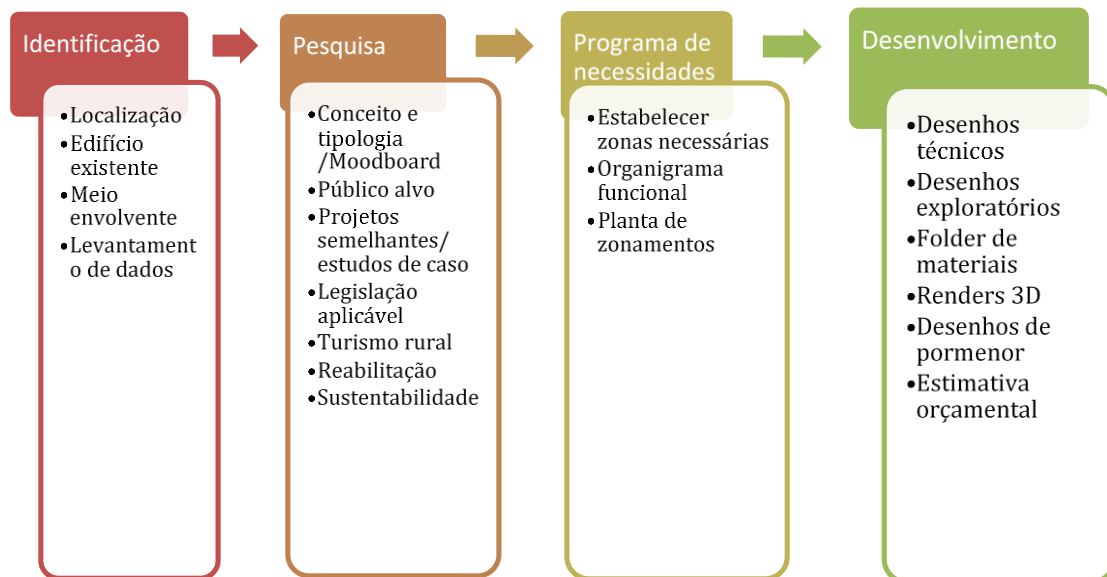 Identificação
•Localização
•Edifício
existente
•Meio
envolvente
•Levantament
o de dados
Pesquisa
•Conceito e
tipologia
/Moodboard
•Público alvo
•Projetos
semelhantes/
estudos de caso
•Legislação
aplicável
•Turismo rural
•Reabilitação
•Sustentabilidade
Programa de
necessidades
•Estabelecer
zonas necessárias
•Organigrama
funcional
•Planta de
zonamentos
Desenvolvimento
•Desenhos
técnicos
•Desenhos
exploratórios
•Folder de
materiais
•Renders 3D
•Desenhos de
pormenor
•Estimativa
orçamental